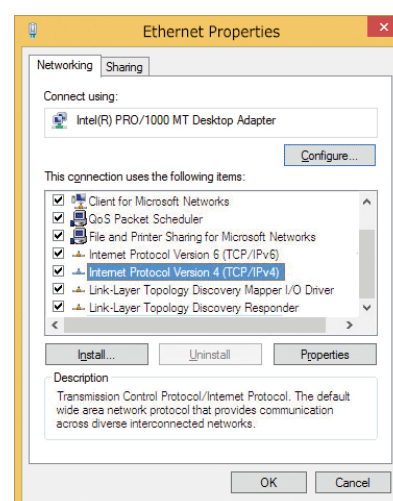 Ethernet Properties
Networking
Sharing
Connect using:
Intel(R) PRO/1000 MT Desktop Adapter
Configure...
This connection uses the following items:
Client for Microsoft Networks
QoS Packet Scheduler
File and Printer Sharing for Microsoft Networks
Internet Protocol Version 6 (TCP/IPv6)
Internet Protocol Version 4 (TCP/IPv4)
Link-Layer Topology Discovery Mapper I/O Driver
Link-Layer Topology Discovery Responder
Install...
Uninstall
Properties
Description
Transmission Control Protocol/Internet Protocol. The default
wide area network protocol that provides communication
across diverse interconnected networks.
OK
Cancel